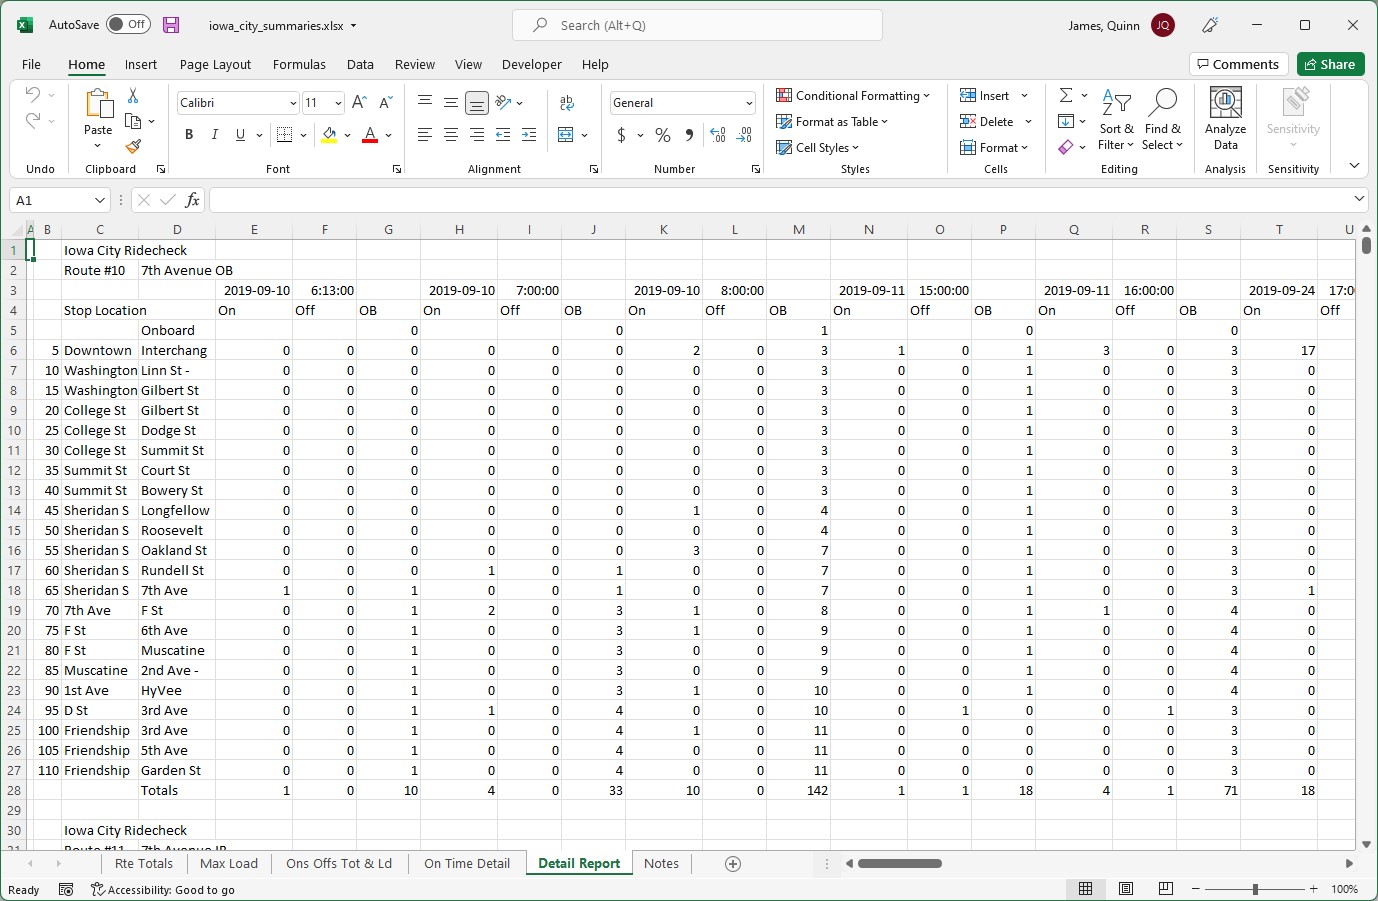 AutoSave Off iowa_city_summaries.xlsx Search (Alt+Q) James, Quinn JQ
File Home Insert Page Layout Formulas Data Review View Developer Help Comments Share
Calibri 11 General Conditional Formatting Insert
Paste Format as Table Delete Sort & Filter Find & Select Analyze Data Sensitivity
B I U A $ % Cell Styles Format
Undo Clipboard Font Alignment Number Styles Cells Editing Analysis Sensitivity
A1 fx
A B C D E F G H I J K L M N O P Q R S T U
1 Iowa City Ridecheck
2 Route #10 7th Avenue OB
3 2019-09-10 6:13:00 2019-09-10 7:00:00 2019-09-10 8:00:00 2019-09-11 15:00:00 2019-09-11 16:00:00 2019-09-24 17:0
4 Stop Location On Off OB On Off OB On Off OB On Off OB On Off OB On Off
5 Onboard 0 0 1 0 0
6 5 Downtown Interchang 0 0 0 0 0 0 2 0 3 1 0 1 3 0 3 17
7 10 Washington Linn St - 0 0 0 0 0 0 0 0 3 0 0 1 0 0 3 0
8 15 Washington Gilbert St 0 0 0 0 0 0 0 0 3 0 0 1 0 0 3 0
9 20 College St Gilbert St 0 0 0 0 0 0 0 0 3 0 0 1 0 0 3 0
10 25 College St Dodge St 0 0 0 0 0 0 0 0 3 0 0 1 0 0 3 0
11 30 College St Summit St 0 0 0 0 0 0 0 0 3 0 0 1 0 0 3 0
12 35 Summit St Court St 0 0 0 0 0 0 0 0 3 0 0 1 0 0 3 0
13 40 Summit St Bowery St 0 0 0 0 0 0 0 0 3 0 0 1 0 0 3 0
14 45 Sheridan S Longfellow 0 0 0 0 0 0 1 0 4 0 0 1 0 0 3 0
15 50 Sheridan S Roosevelt 0 0 0 0 0 0 0 0 4 0 0 1 0 0 3 0
16 55 Sheridan S Oakland St 0 0 0 0 0 0 3 0 7 0 0 1 0 0 3 0
17 60 Sheridan S Rundell St 0 0 0 1 0 1 0 0 7 0 0 1 0 0 3 0
18 65 Sheridan S 7th Ave 1 0 1 0 0 1 0 0 7 0 0 1 0 0 3 1
19 70 7th Ave F St 0 0 1 2 0 3 1 0 8 0 0 1 1 0 4 0
20 75 F St 6th Ave 0 0 1 0 0 3 1 0 9 0 0 1 0 0 4 0
21 80 F St Muscatine 0 0 1 0 0 3 0 0 9 0 0 1 0 0 4 0
22 85 Muscatine 2nd Ave - 0 0 1 0 0 3 0 0 9 0 0 1 0 0 4 0
23 90 1st Ave HyVee 0 0 1 0 0 3 1 0 10 0 0 1 0 0 4 0
24 95 D St 3rd Ave 0 0 1 1 0 4 0 0 10 0 1 0 0 1 3 0
25 100 Friendship 3rd Ave 0 0 1 0 0 4 1 0 11 0 0 0 0 0 3 0
26 105 Friendship 5th Ave 0 0 1 0 0 4 0 0 11 0 0 0 0 0 3 0
27 110 Friendship Garden St 0 0 1 0 0 4 0 0 11 0 0 0 0 0 3 0
28 Totals 1 0 10 4 0 33 10 0 142 1 1 18 4 1 71 18
29
30 Iowa City Ridecheck
31 Route #11 7th Avenue IB
Rte Totals Max Load Ons Offs Tot & Ld On Time Detail Detail Report Notes
Ready Accessibility: Good to go 100%